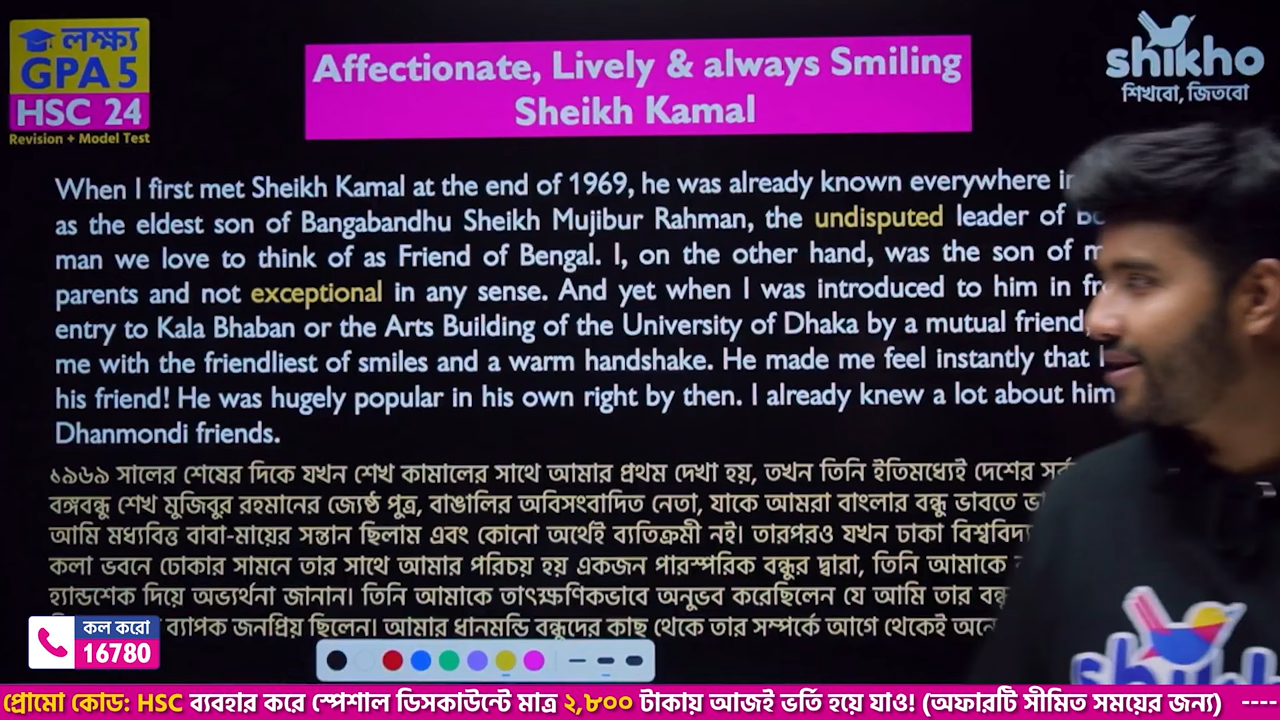 লক্ষ্য
GPA 5
HSC 24
Revision + Model Test
Affectionate, Lively & always Smiling
Sheikh Kamal
shikho
শিখবো, জিতবো
When I first met Sheikh Kamal at the end of 1969, he was already known everywhere
as the eldest son of Bangabandhu Sheikh Mujibur Rahman, the undisputed leader of
man we love to think of as Friend of Bengal. I, on the other hand, was the son of
parents and not exceptional in any sense. And yet when I was introduced to him in
entry to Kala Bhaban or the Arts Building of the University of Dhaka by a mutual friend,
me with the friendliest of smiles and a warm handshake. He made me feel instantly that
his friend! He was hugely popular in his own right by then. I already knew a lot about him
Dhanmondi friends.
১৯৬৯ সালের শেষের দিকে যখন শেখ কামালের সাথে আমার প্রথম দেখা হয়, তখন তিনি ইতিমধ্যেই দেশের
বঙ্গবন্ধু শেখ মুজিবুর রহমানের জ্যেষ্ঠ পুত্র, বাঙালির অবিসংবাদিত নেতা, যাকে আমরা বাংলার বন্ধু ভাবতে
আমি মধ্যবিত্ত বাবা-মায়ের সন্তান ছিলাম এবং কোনো অর্থেই ব্যতিক্রমী নই। তারপরও যখন ঢাকা
কলা ভবনে ঢোকার সামনে তার সাথে আমার পরিচয় হয় একজন পারস্পরিক বন্ধুর দ্বারা, তিনি আমাকে
হ্যান্ডশেক দিয়ে অভ্যর্থনা জানান। তিনি আমাকে তাৎক্ষণিকভাবে অনুভব করেছিলেন যে আমি তার
ব্যাপক জনপ্রিয় ছিলেন। আমার ধানমন্ডি বন্ধুদের কাছ থেকে তার সম্পর্কে আগে থেকেই
কল করো
16780
প্রোমো কোড: HSC ব্যবহার করে স্পেশাল ডিসকাউন্টে মাত্র ২,৮০০ টাকায় আজই ভর্তি হয়ে যাও! (অফারটি সীমিত সময়ের জন্য) ----